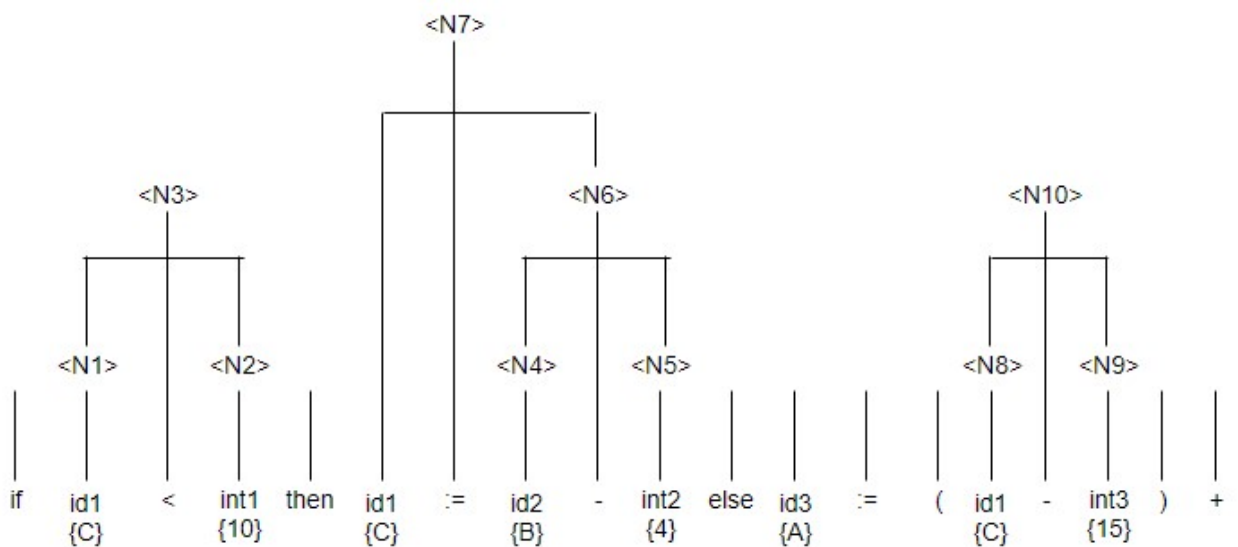 <N7>
<N3> <N6> <N10>
<N1> <N2> <N4> <N5> <N8> <N9>
if id1 < int1 then id1 := id2 - int2 else id3 := ( id1 - int3 ) +
{C} {10} {C} {B} {4} {A} {C} {15}